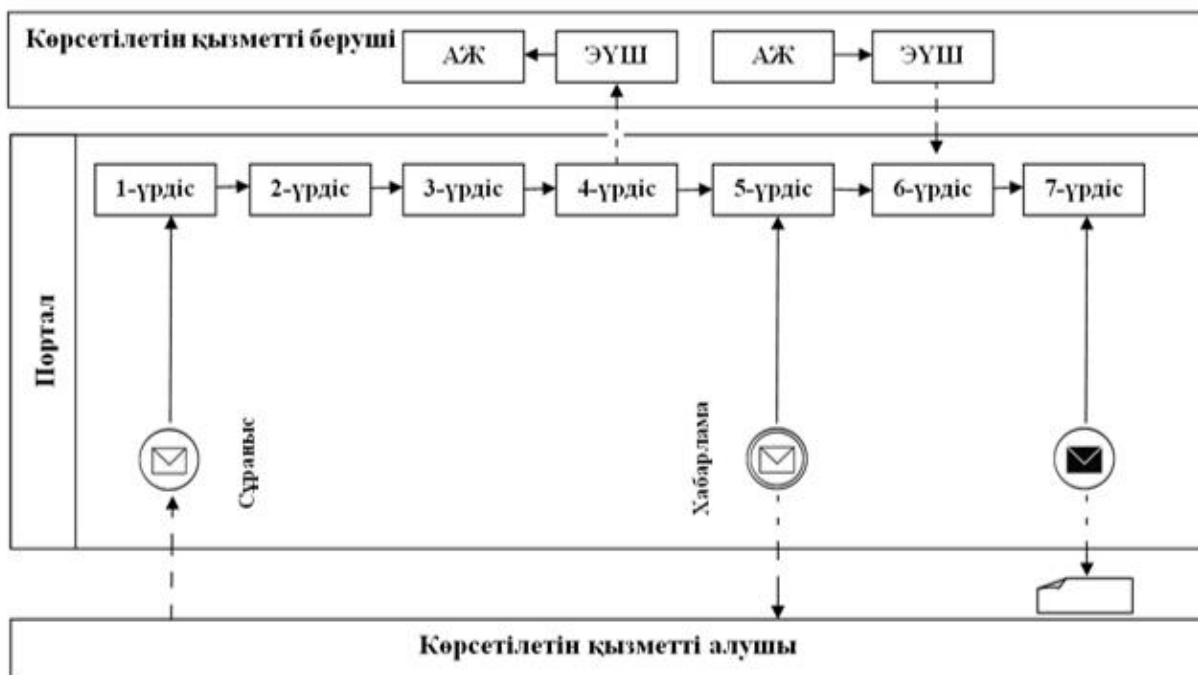 Көрсетілетін қызметті беруші
АЖ
ЭҮШ
АЖ
ЭҮШ
Портал
1-үрдіс
2-үрдіс
3-үрдіс
4-үрдіс
5-үрдіс
6-үрдіс
7-үрдіс
Сұраныс
Хабарлама
Көрсетілетін қызметті алушы